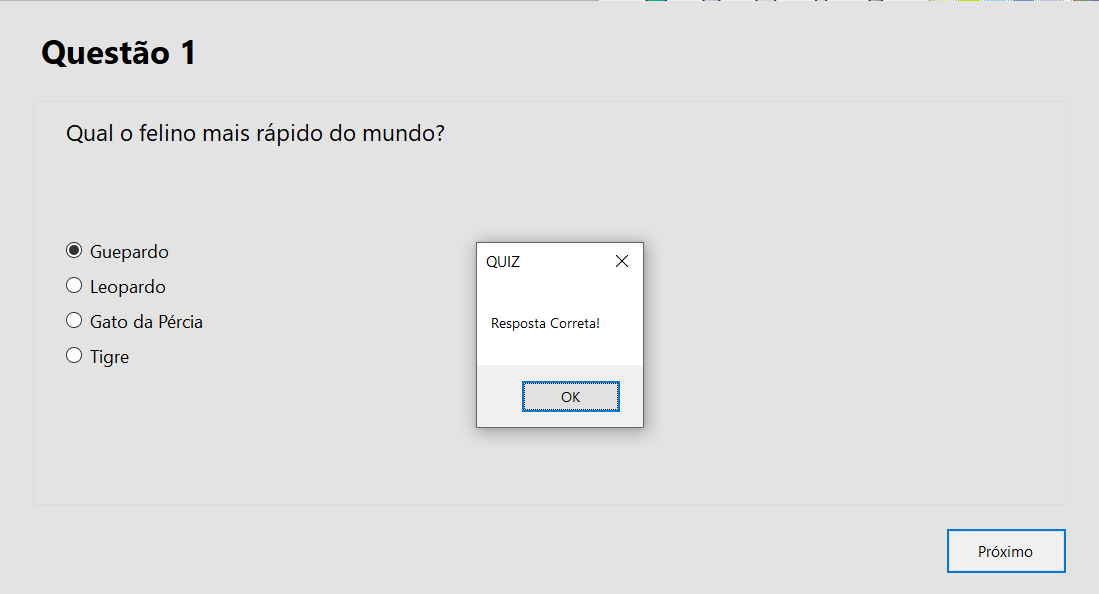 Questão 1
Qual o felino mais rápido do mundo?
Guepardo
Leopardo
Gato da Pércia
Tigre
QUIZ
Resposta Correta!
OK
Próximo